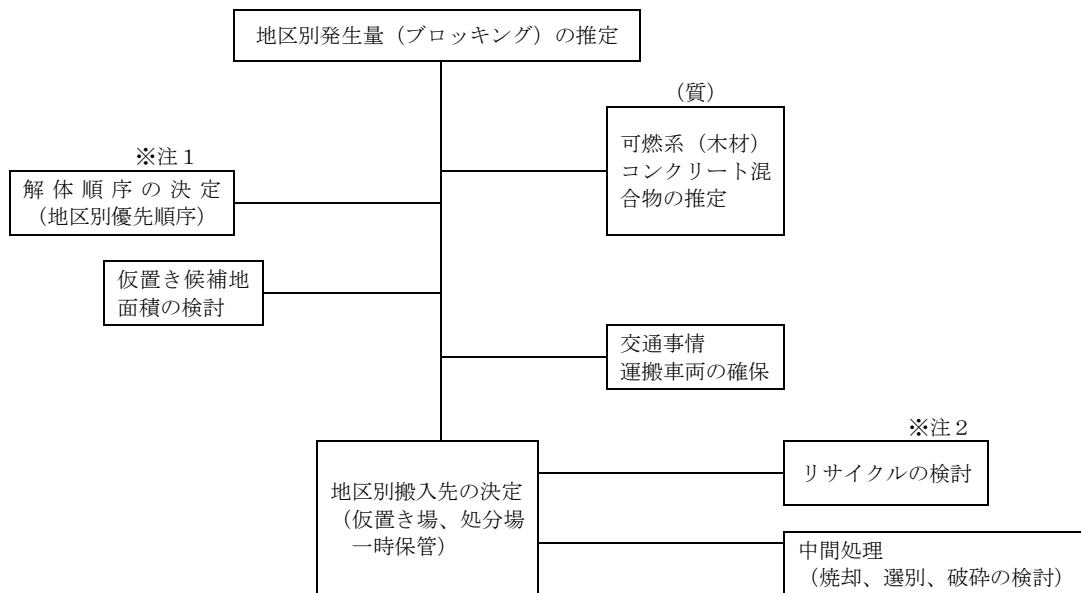 地区別発生量（ブロッキング）の推定
（質）
可燃系（木材）
コンクリート混
合物の推定
※注１
解体順序の決定
（地区別優先順序）
仮置き候補地
面積の検討
交通事情
運搬車両の確保
※注２
リサイクルの検討
地区別搬入先の決定
（仮置き場、処分場
一時保管）
中間処理
（焼却、選別、破砕の検討）